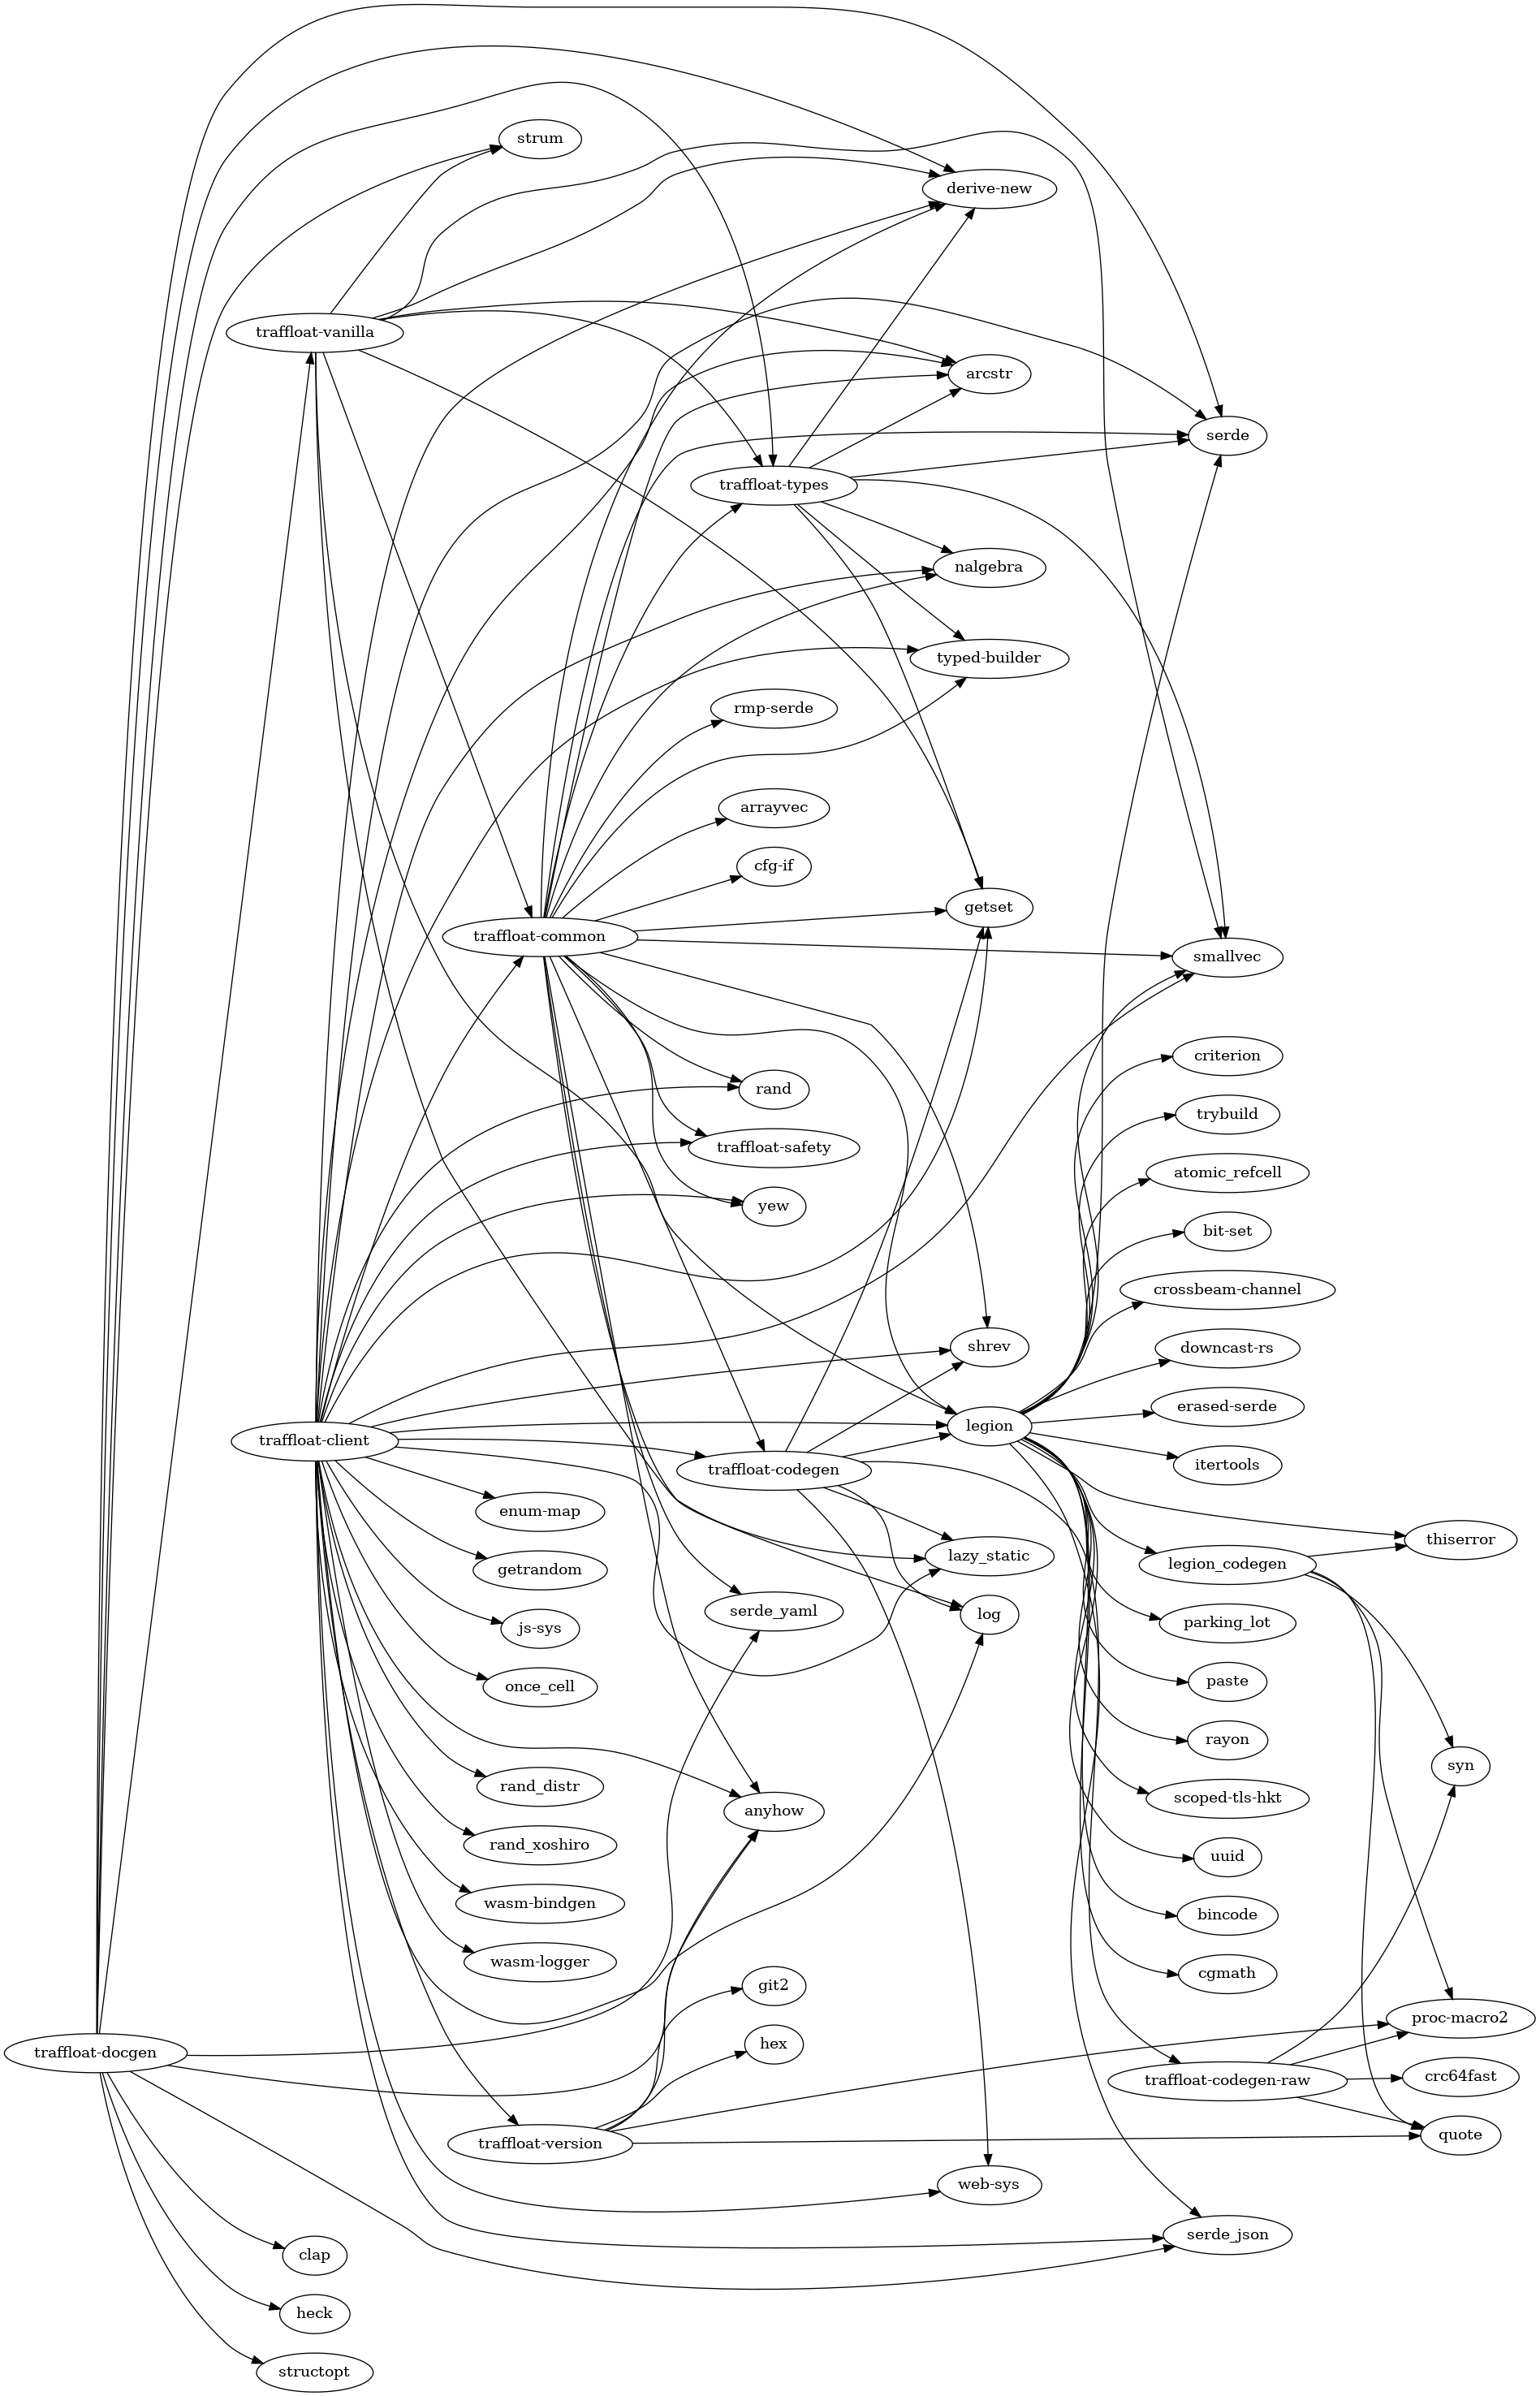 strum
derive-new
traffloat-vanilla
arcstr
serde
traffloat-types
nalgebra
typed-builder
rmp-serde
arrayvec
cfg-if
getset
traffloat-common
smallvec
criterion
rand
trybuild
traffloat-safety
atomic_refcell
yew
bit-set
crossbeam-channel
shrev
downcast-rs
erased-serde
legion
traffloat-client
itertools
traffloat-codegen
enum-map
thiserror
lazy_static
legion_codegen
getrandom
serde_yaml
log
parking_lot
js-sys
paste
once_cell
rayon
syn
rand_distr
scoped-tls-hkt
anyhow
rand_xoshiro
uuid
wasm-bindgen
bincode
wasm-logger
cgmath
git2
proc-macro2
hex
traffloat-docgen
crc64fast
traffloat-codegen-raw
quote
traffloat-version
web-sys
serde_json
clap
heck
structopt